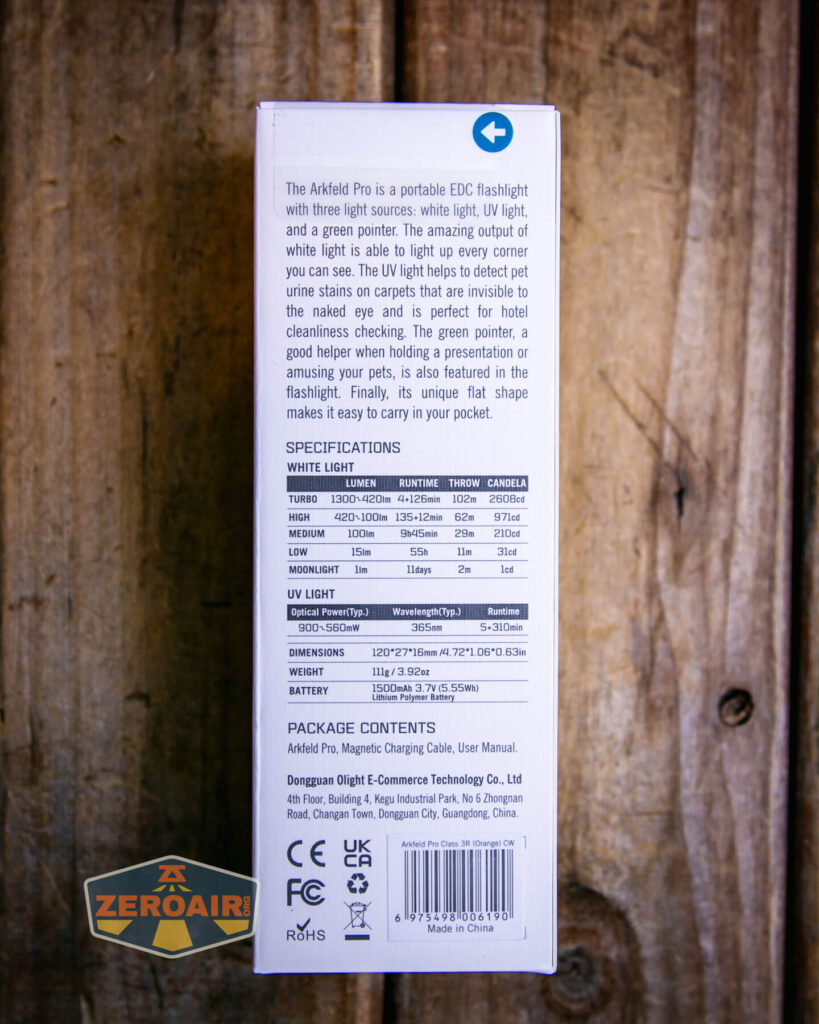 The Arkfeld Pro is a portable EDC flashlight
with three light sources: white light, UV light,
and a green pointer. The amazing output of
white light is able to light up every corner
you can see. The UV light helps to detect pet
urine stains on carpets that are invisible to
the naked eye and is perfect for hotel
cleanliness checking. The green pointer, a
good helper when holding a presentation or
amusing your pets, is also featured in the
flashlight. Finally, its unique flat shape
makes it easy to carry in your pocket.
SPECIFICATIONS
WHITE LIGHT
LUMEN RUNTIME THROW CANDELA
TURBO 1300~420lm 4+126min 102m 2608cd
HIGH 420~100lm 135+12min 62m 971cd
MEDIUM 100lm 9h45min 29m 210cd
LOW 15lm 55h 11m 31cd
MOONLIGHT 1lm 11days 2m 1cd
UV LIGHT
Optical Power(Typ.) Wavelength(Typ.) Runtime
900~560mW 365nm 5+310min
DIMENSIONS 120*27*16mm /4.72*1.06*0.63in
WEIGHT 111g / 3.92oz
BATTERY 1500mAh 3.7V (5.55Wh)
Lithium Polymer Battery
PACKAGE CONTENTS
Arkfeld Pro, Magnetic Charging Cable, User Manual.
Dongguan Olight E-Commerce Technology Co., Ltd
4th Floor, Building 4, Kegu Industrial Park, No 6 Zhongnan
Road, Changan Town, Dongguan City, Guangdong, China.
CE
UK
CA
FC
RoHS
Arkfeld Pro Class 3R (Orange) CW
6 975498 006190
Made in China
ZEROAIR.ORG